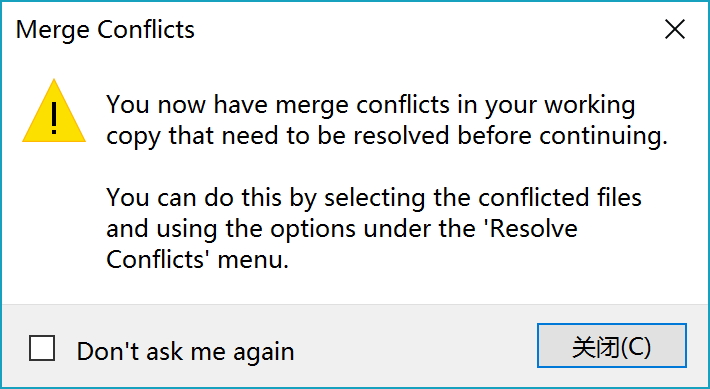 Merge Conflicts
You now have merge conflicts in your working
copy that need to be resolved before continuing.
You can do this by selecting the conflicted files
and using the options under the 'Resolve
Conflicts' menu.
Don't ask me again
关闭(C)